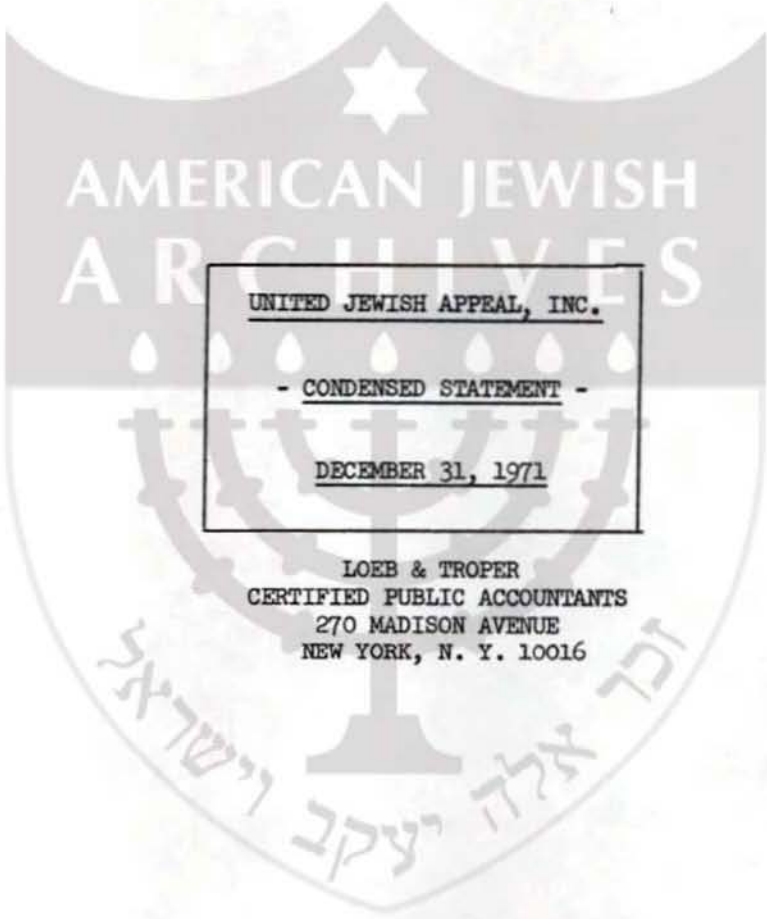 AMERICAN JEWISH
ARCHIVES
UNITED JEWISH APPEAL, INC.
- CONDENSED STATEMENT -
DECEMBER 31, 1971
LOEB & TROPER
CERTIFIED PUBLIC ACCOUNTANTS
270 MADISON AVENUE
NEW YORK, N. Y. 10016
זכר אלה יעקב וישראל